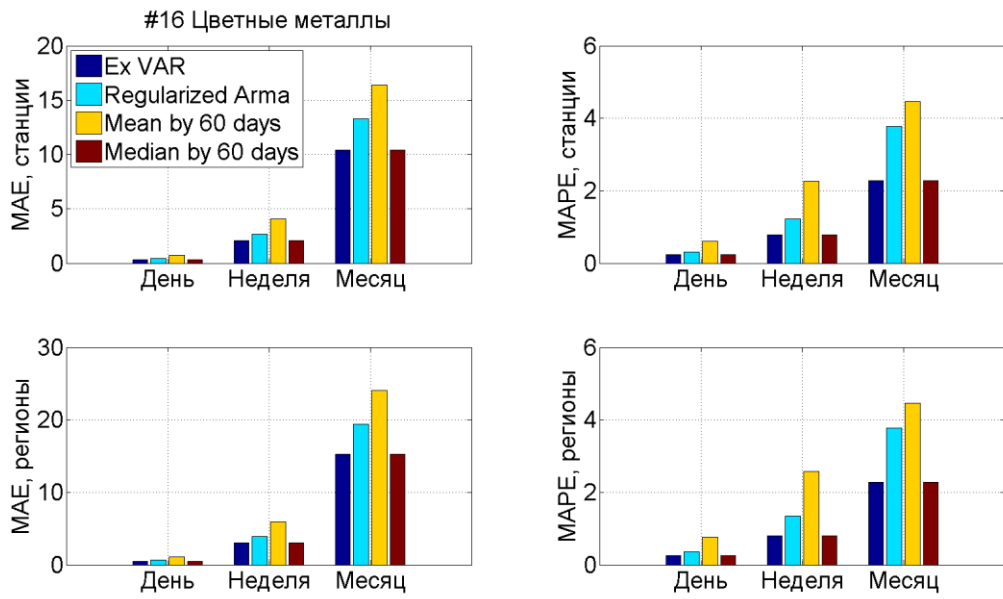 #16 Цветные металлы
MAE, станции
20
15
10
5
0
Ex VAR
Regularized Arma
Mean by 60 days
Median by 60 days
День Неделя Месяц
MAPE, станции
6
4
2
0
День Неделя Месяц
MAE, регионы
30
20
10
0
День Неделя Месяц
MAPE, регионы
6
4
2
0
День Неделя Месяц